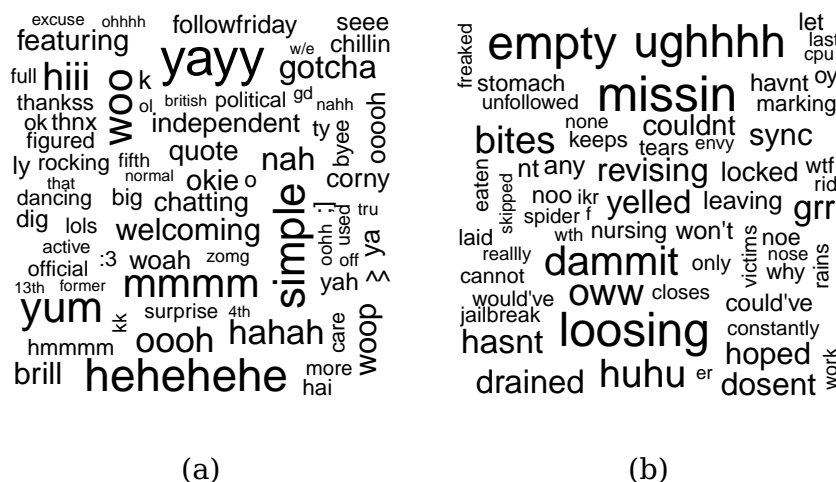 excuse ohhhh followfriday seee
featuring yayy w/e chillin
full hiii woo k gotcha
thankss ol british political gd nahh
ok thnx independent ty byee ooooh
figured quote nah
ly rocking fifth okie o corny
that normal
dancing big chatting simple ;] used tru
dig lols welcoming oohh ya
active :3 woah zomg off
official mmmm yah ^
13th former
yum kk surprise 4th care woop
hmmmm oooh hahah
brill hehehehe more
hai
(a)
freaked empty ughhhh let
last
cpu
stomach missin havnt oy
unfollowed marking
bites none couldnt sync
keeps tears envy
eaten nt any revising locked wtf
skipped noo ikr yelled leaving rid
spider f grr
laid wth nursing won't victims noe
reallly dammit only nose rains
cannot why
would've oww closes could've
jailbreak loosing constantly
hasnt hoped work
drained huhu er dosent
(b)